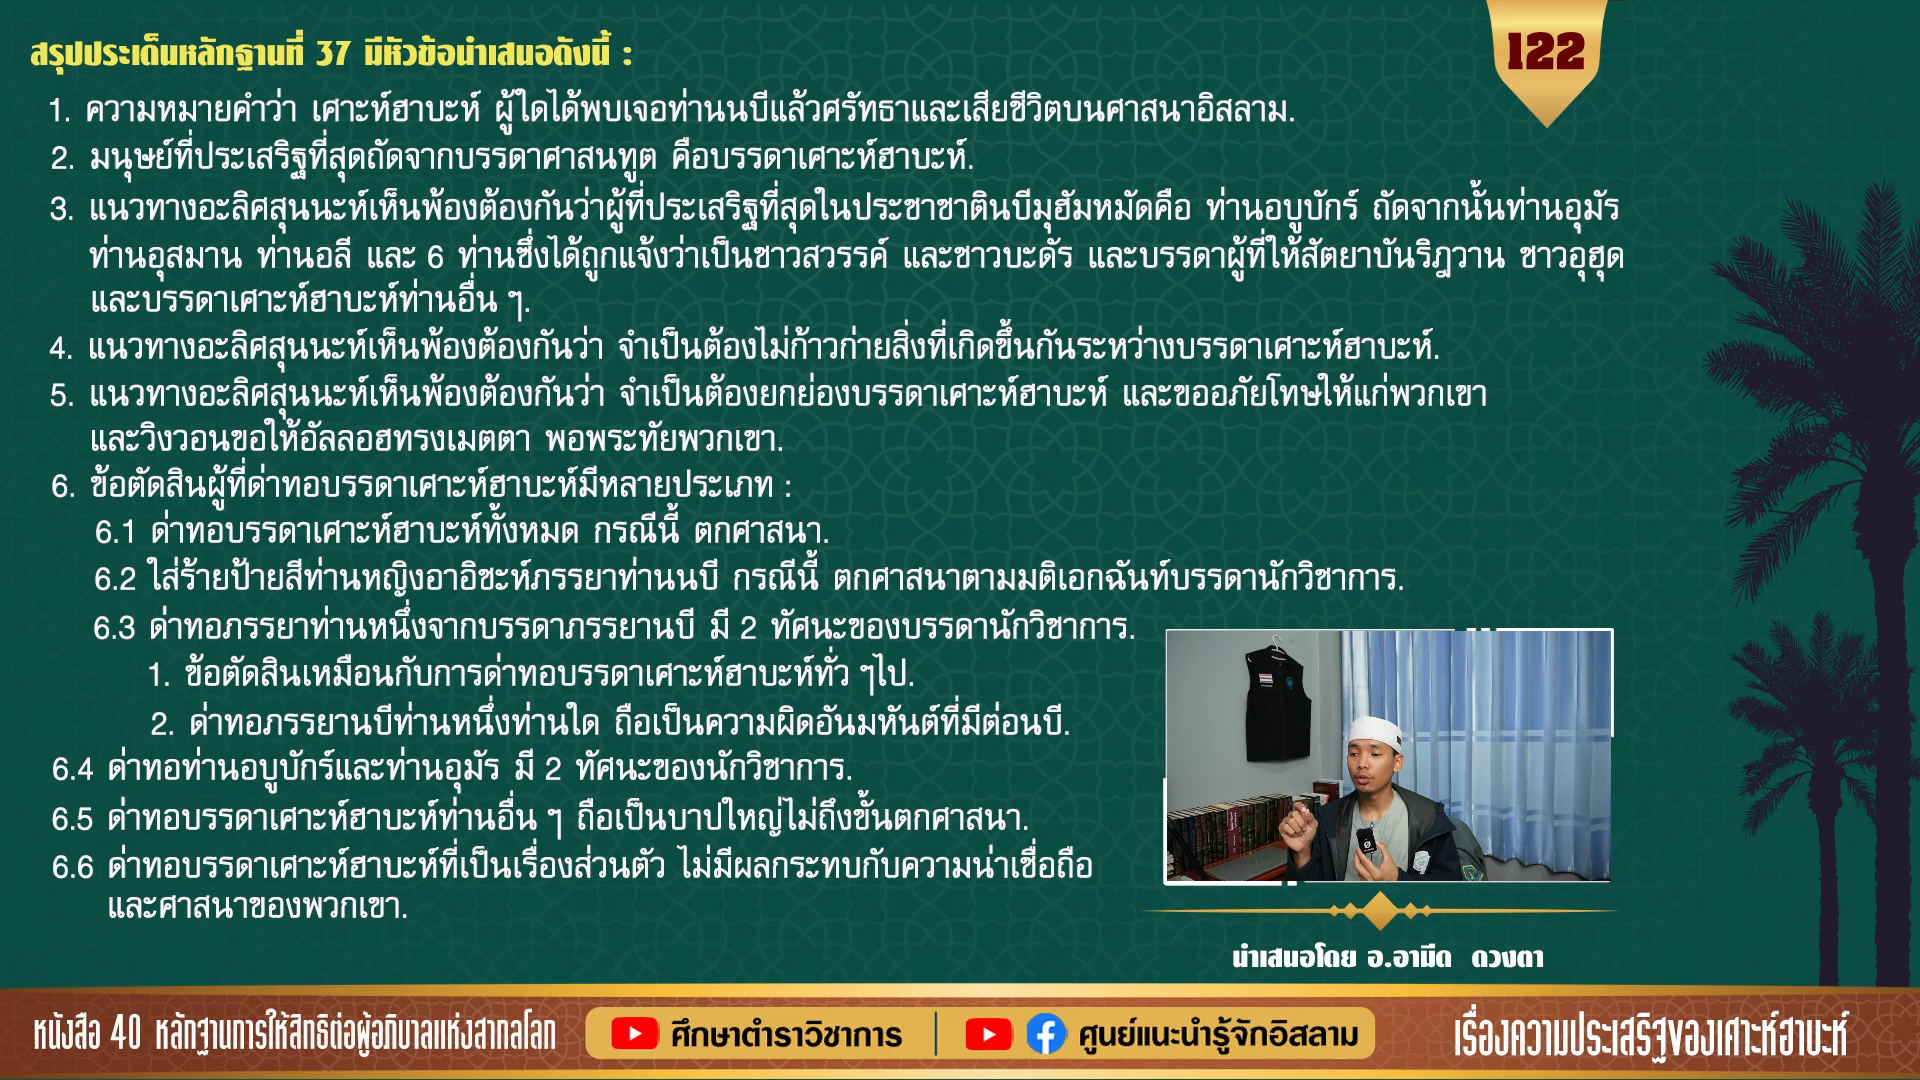 สรุปประเด็นหลักฐานที่ 37 มีหัวข้อนำเสนอดังนี้ :
122
1. ความหมายคำว่า เศาะห์ฮาบะห์ ผู้ใดได้พบเจอท่านนบีแล้วศรัทธาและเสียชีวิตบนศาสนาอิสลาม.
2. มนุษย์ที่ประเสริฐที่สุดถัดจากบรรดาศาสนทูต คือบรรดาเศาะห์ฮาบะห์.
3. แนวทางอะลิศสุนนะห์เห็นพ้องต้องกันว่าผู้ที่ประเสริฐที่สุดในประชาชาตินบีมุฮัมหมัดคือ ท่านอบูบักร์ ถัดจากนั้นท่านอุมัร
ท่านอุสมาน ท่านอลี และ 6 ท่านซึ่งได้ถูกแจ้งว่าเป็นชาวสวรรค์ และชาวบะดัร และบรรดาผู้ที่ให้สัตยาบันริฎวาน ชาวอุฮุด
และบรรดาเศาะห์ฮาบะห์ท่านอื่น ๆ.
4. แนวทางอะลิศสุนนะห์เห็นพ้องต้องกันว่า จำเป็นต้องไม่ก้าวก่ายสิ่งที่เกิดขึ้นกันระหว่างบรรดาเศาะห์ฮาบะห์.
5. แนวทางอะลิศสุนนะห์เห็นพ้องต้องกันว่า จำเป็นต้องยกย่องบรรดาเศาะห์ฮาบะห์ และขออภัยโทษให้แก่พวกเขา
และวิงวอนขอให้อัลลอฮทรงเมตตา พอพระทัยพวกเขา.
6. ข้อตัดสินผู้ที่ด่าทอบรรดาเศาะห์ฮาบะห์มีหลายประเภท :
6.1 ด่าทอบรรดาเศาะห์ฮาบะห์ทั้งหมด กรณีนี้ ตกศาสนา.
6.2 ใส่ร้ายป้ายสีท่านหญิงอาอิชะห์ภรรยาท่านนบี กรณีนี้ ตกศาสนาตามมติเอกฉันท์บรรดานักวิชาการ.
6.3 ด่าทอภรรยาท่านหนึ่งจากบรรดาภรรยานบี มี 2 ทัศนะของบรรดานักวิชาการ.
1. ข้อตัดสินเหมือนกับการด่าทอบรรดาเศาะห์ฮาบะห์ทั่ว ๆไป.
2. ด่าทอภรรยานบีท่านหนึ่งท่านใด ถือเป็นความผิดอันมหันต์ที่มีต่อนบี.
6.4 ด่าทอท่านอบูบักร์และท่านอุมัร มี 2 ทัศนะของนักวิชาการ.
6.5 ด่าทอบรรดาเศาะห์ฮาบะห์ท่านอื่น ๆ ถือเป็นบาปใหญ่ไม่ถึงขั้นตกศาสนา.
6.6 ด่าทอบรรดาเศาะห์ฮาบะห์ที่เป็นเรื่องส่วนตัว ไม่มีผลกระทบกับความน่าเชื่อถือ
และศาสนาของพวกเขา.
นำเสนอโดย อ.อามีด ดวงตา
หนังสือ 40 หลักฐานการให้สิทธิต่อผู้อภิบาลแห่งสากลโลก
ศึกษาตำราวิชาการ
ศูนย์แนะนำรู้จักอิสลาม
เรื่องความประเสริฐของเศาะห์ฮาบะห์